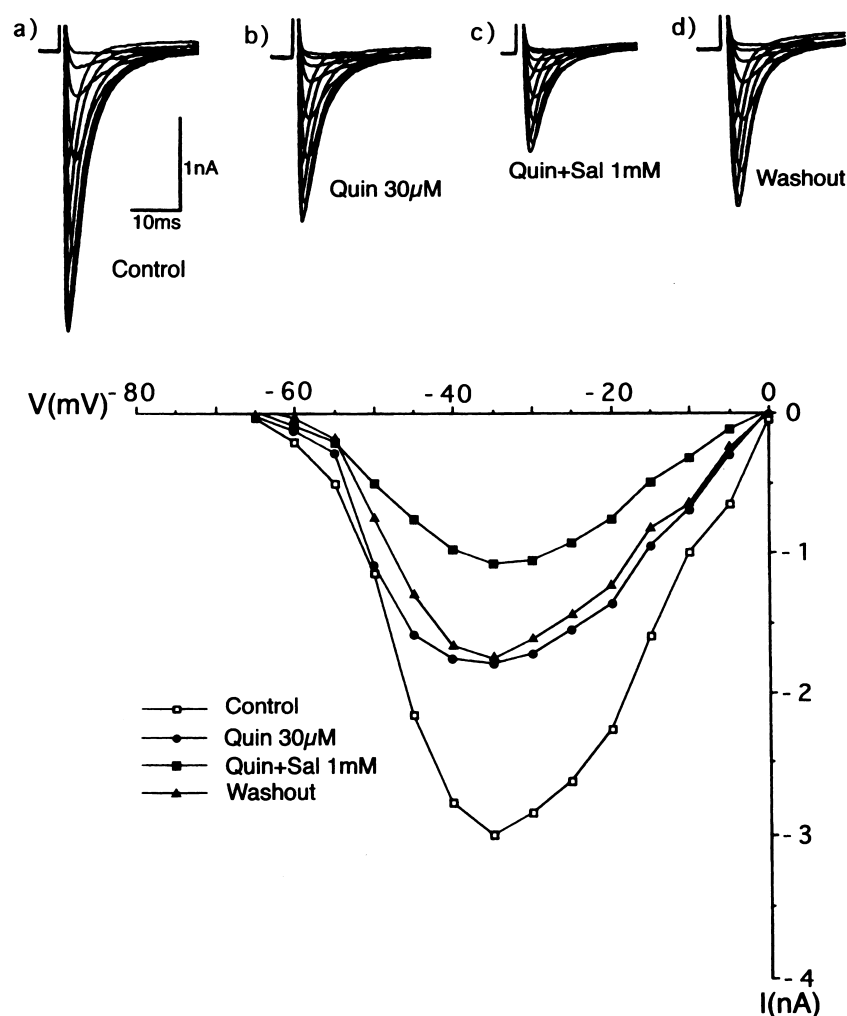 a)
b)
c)
d)
1nA
10ms
Control
Quin 30µM
Quin+Sal 1mM
Washout
V(mV)
-80
-60
-40
-20
0
0
-1
-2
-3
-4
I(nA)
Control
Quin 30µM
Quin+Sal 1mM
Washout